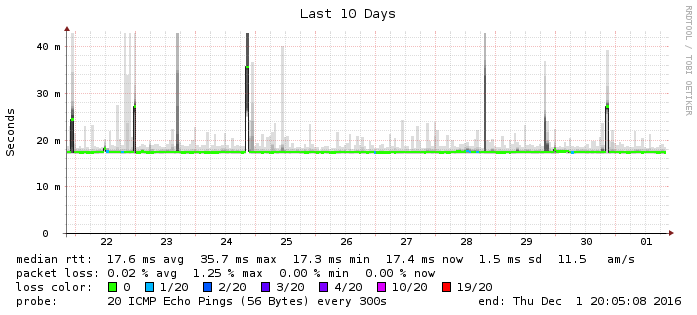 Last 10 Days
RRDTOOL / TOBI OETIKER
Seconds
40 m
30 m
20 m
10 m
0
22 23 24 25 26 27 28 29 30 01
median rtt: 17.6 ms avg 35.7 ms max 17.3 ms min 17.4 ms now 1.5 ms sd 11.5 am/s
packet loss: 0.02 % avg 1.25 % max 0.00 % min 0.00 % now
loss color: 0 1/20 2/20 3/20 4/20 10/20 19/20
probe: 20 ICMP Echo Pings (56 Bytes) every 300s end: Thu Dec 1 20:05:08 2016